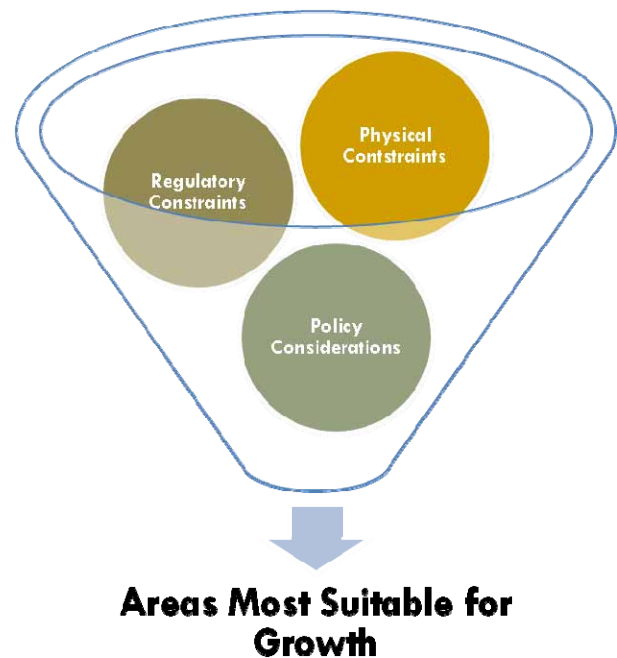 Physical
Contstraints
Regulatory
Constraints
Policy
Considerations
Areas Most Suitable for
Growth